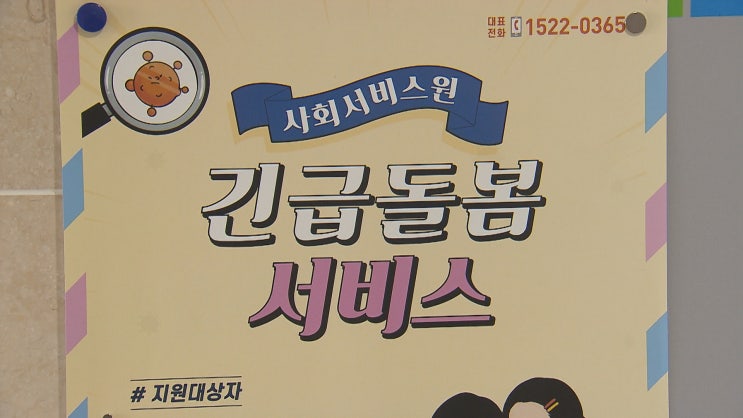 대표
전화 1522-0365
사회서비스원
긴급돌봄
서비스
# 지원대상자